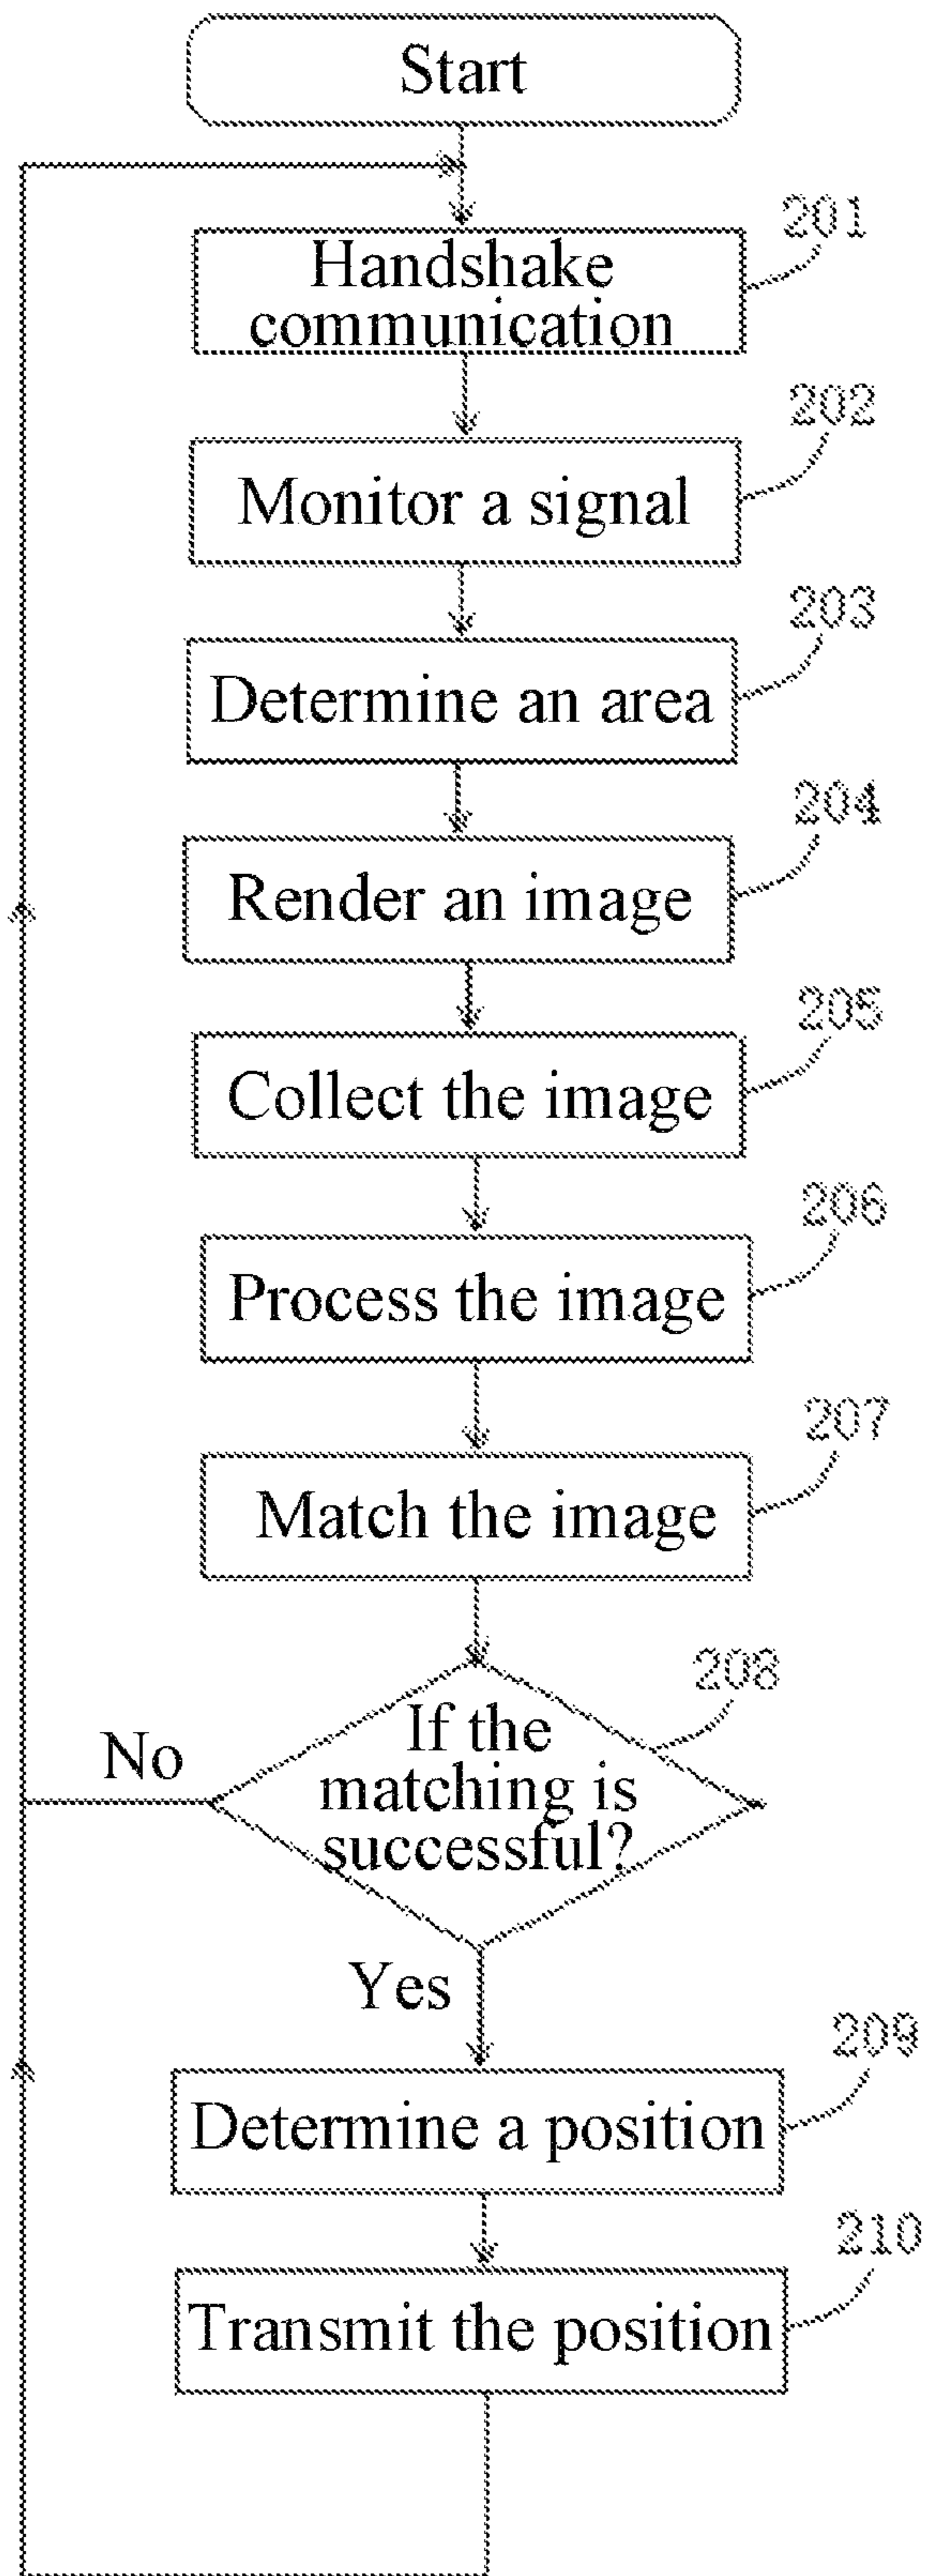 Start
201
Handshake
communication
202
Monitor a signal
203
Determine an area
204
Render an image
205
Collect the image
206
Process the image
207
Match the image
208
If the
matching is
successful?
No
Yes
209
Determine a position
210
Transmit the position